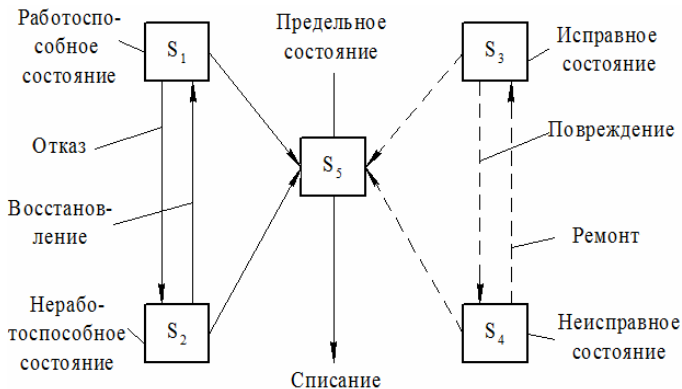 Работоспо-
собное
состояние
S1
Предельное
состояние
S3
Исправное
состояние
Отказ
S5
Повреждение
Восстанов-
ление
Ремонт
Нерабо-
тоспособное
состояние
S2
S4
Неисправное
состояние
Списание